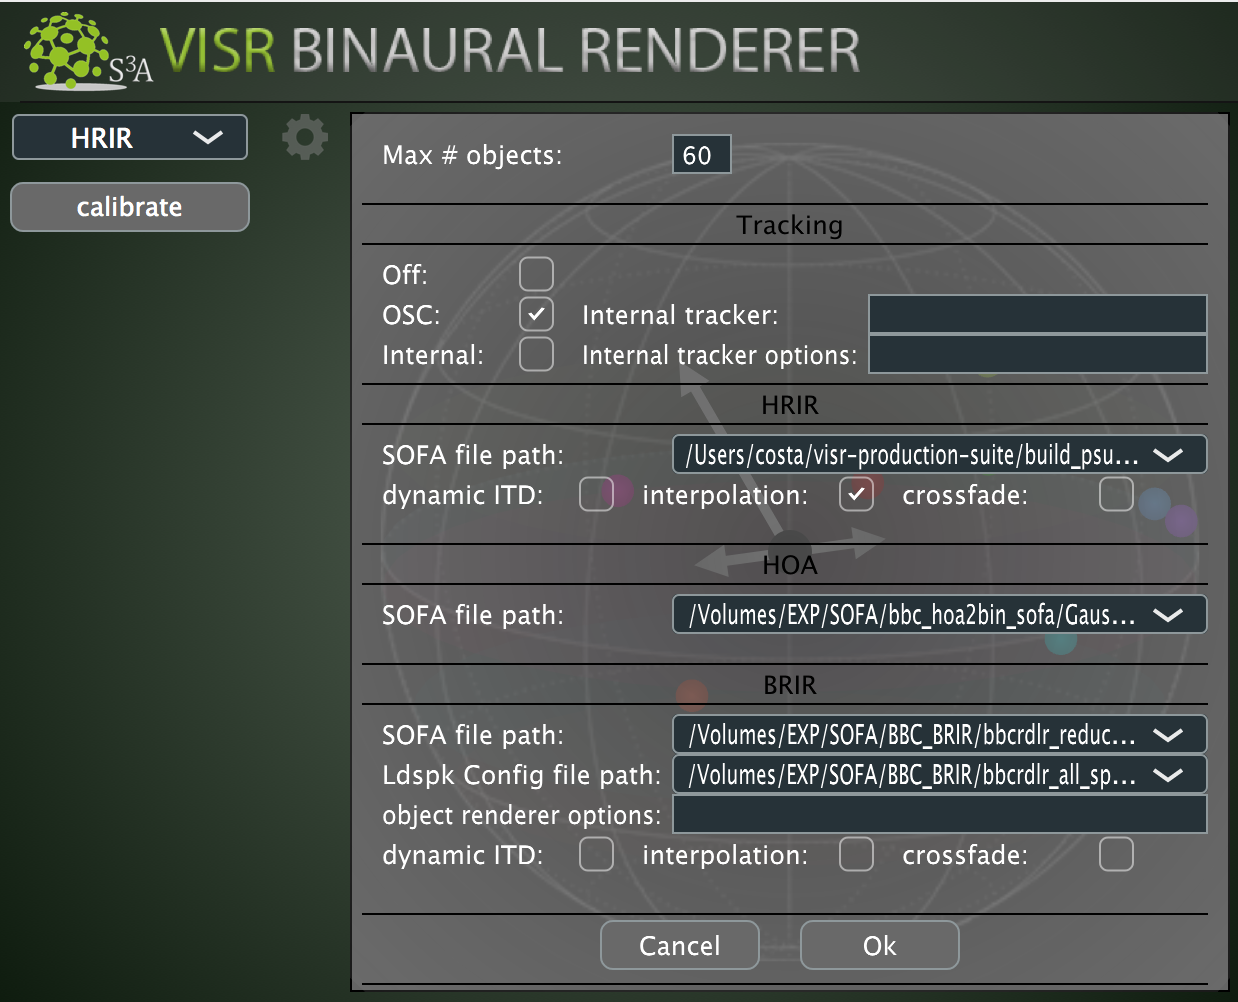 S³A VISR BINAURAL RENDERER
HRIR
calibrate
Max # objects: 60
Tracking
Off:
OSC: Internal tracker:
Internal: Internal tracker options:
HRIR
SOFA file path: /Users/costa/visr-production-suite/build_psu...
dynamic ITD: interpolation: crossfade:
HOA
SOFA file path: /Volumes/EXP/SOFA/bbc_hoa2bin_sofa/Gaus...
BRIR
SOFA file path: /Volumes/EXP/SOFA/BBC_BRIR/bbcrdlr_reduc...
Ldspk Config file path: /Volumes/EXP/SOFA/BBC_BRIR/bbcrdlr_all_sp...
object renderer options:
dynamic ITD: interpolation: crossfade:
Cancel Ok